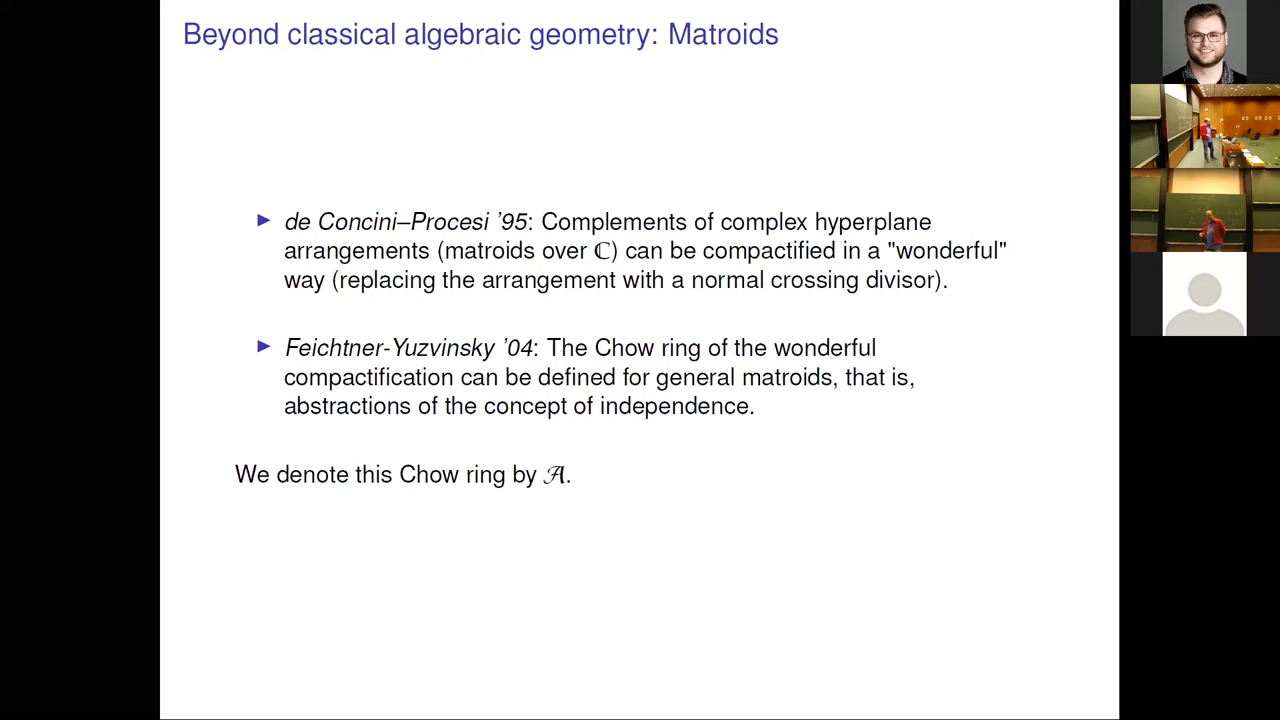 Beyond classical algebraic geometry: Matroids
▶ de Concini–Procesi ’95: Complements of complex hyperplane
arrangements (matroids over ℂ) can be compactified in a "wonderful"
way (replacing the arrangement with a normal crossing divisor).
▶ Feichtner-Yuzvinsky ’04: The Chow ring of the wonderful
compactification can be defined for general matroids, that is,
abstractions of the concept of independence.
We denote this Chow ring by 𝒜.